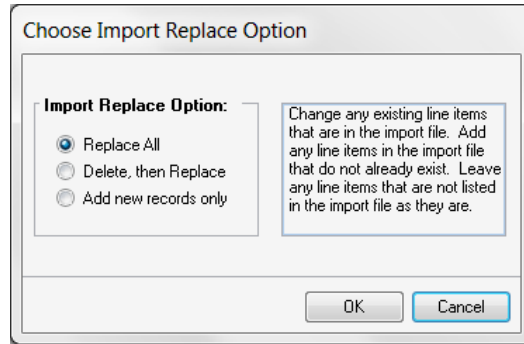 Choose Import Replace Option
Import Replace Option:
Replace All
Delete, then Replace
Add new records only
Change any existing line items
that are in the import file. Add
any line items in the import file
that do not already exist. Leave
any line items that are not listed
in the import file as they are.
OK
Cancel